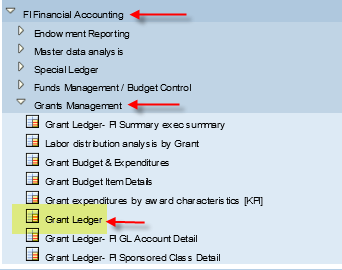 FI Financial Accounting
Endowment Reporting
Master data analysis
Special Ledger
Funds Management / Budget Control
Grants Management
Grant Ledger- FI Summary exec summary
Labor distribution analysis by Grant
Grant Budget & Expenditures
Grant Budget Item Details
Grant expenditures by award characteristics [KPI]
Grant Ledger
Grant Ledger- FI GL Account Detail
Grant Ledger- FI Sponsored Class Detail